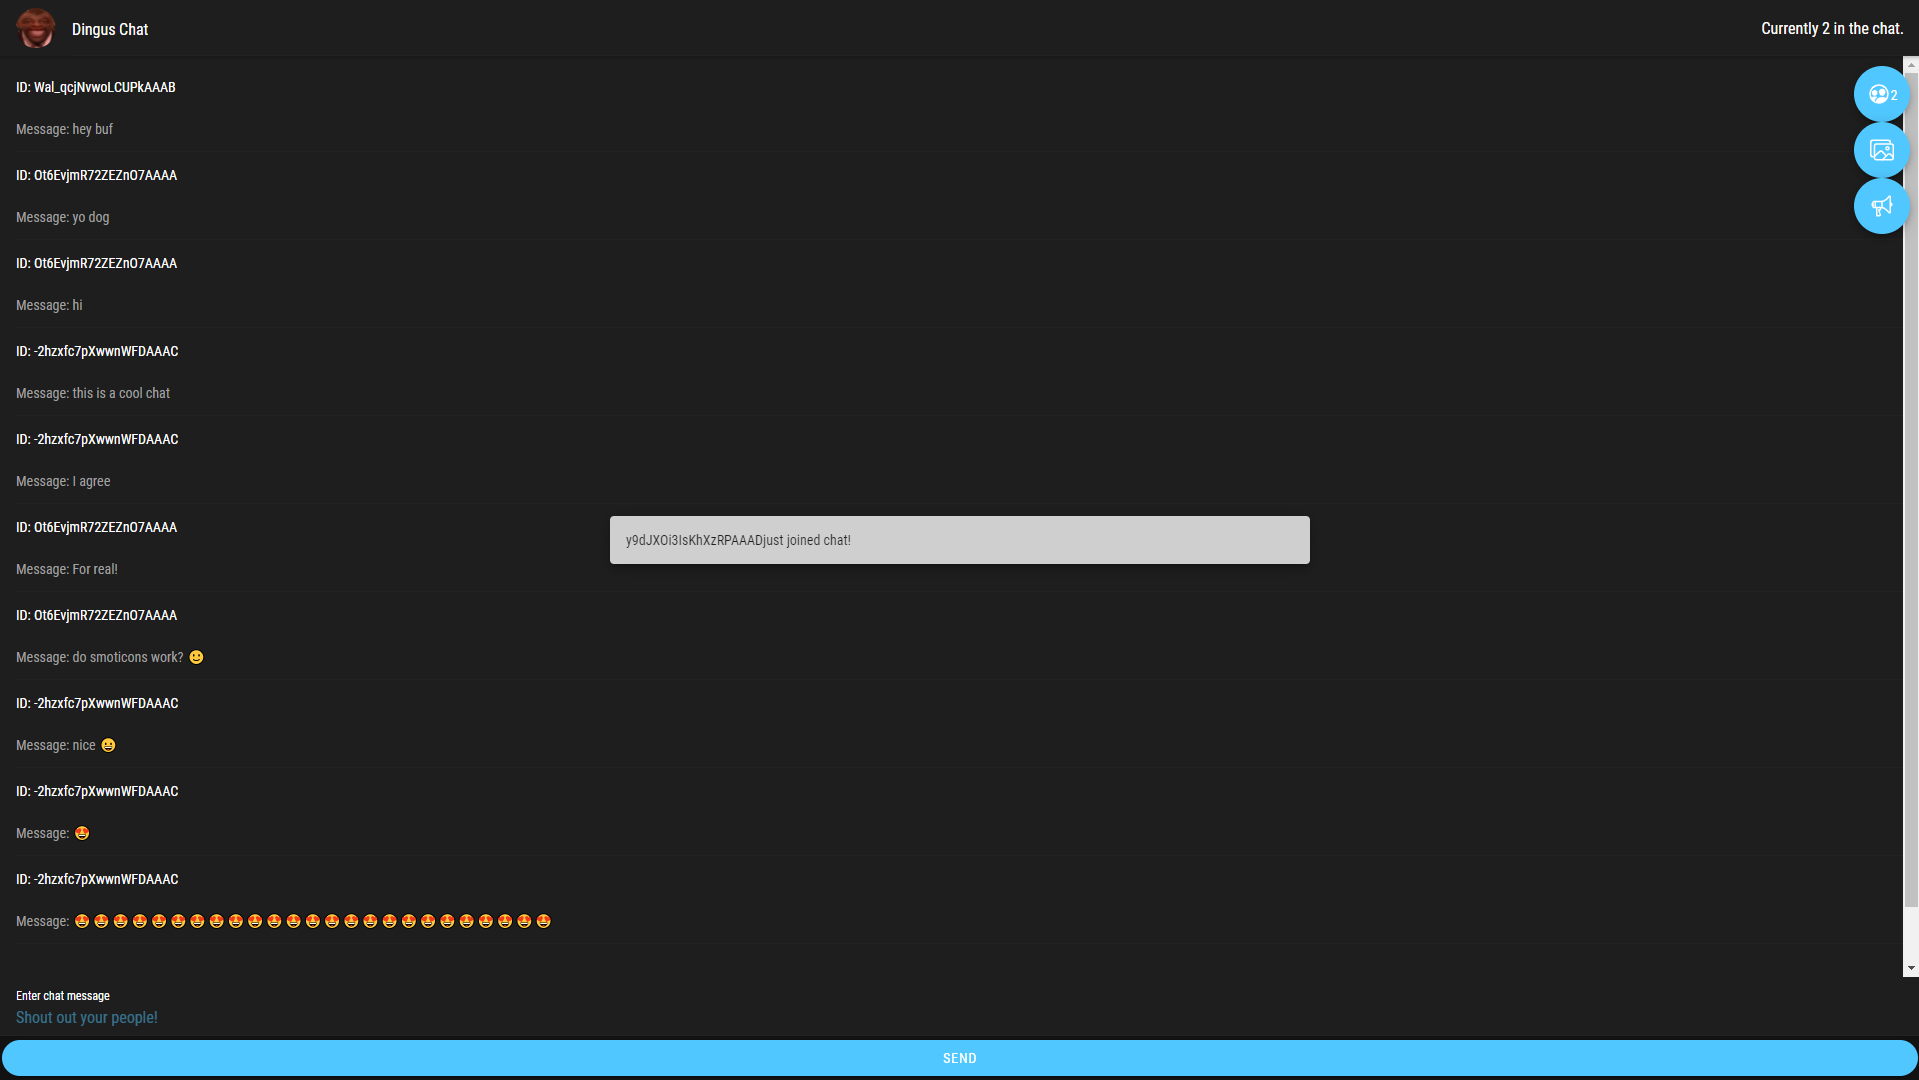 Dingus Chat
Currently 2 in the chat.
2
ID: Wal_qcjNvwoLCUPkAAAB
Message: hey buf
ID: Ot6EvjmR72ZEZnO7AAAA
Message: yo dog
ID: Ot6EvjmR72ZEZnO7AAAA
Message: hi
ID: -2hzxfc7pXwwnWFDAAAC
Message: this is a cool chat
ID: -2hzxfc7pXwwnWFDAAAC
Message: I agree
ID: Ot6EvjmR72ZEZnO7AAAA
y9dJXOi3IsKhXzRPAAADjust joined chat!
Message: For real!
ID: Ot6EvjmR72ZEZnO7AAAA
Message: do smoticons work? 🙂
ID: -2hzxfc7pXwwnWFDAAAC
Message: nice 😀
ID: -2hzxfc7pXwwnWFDAAAC
Message: 😍
ID: -2hzxfc7pXwwnWFDAAAC
Message: 😍😍😍😍😍😍😍😍😍😍😍😍😍😍😍😍😍😍😍😍😍😍😍😍😍
Enter chat message
Shout out your people!
SEND